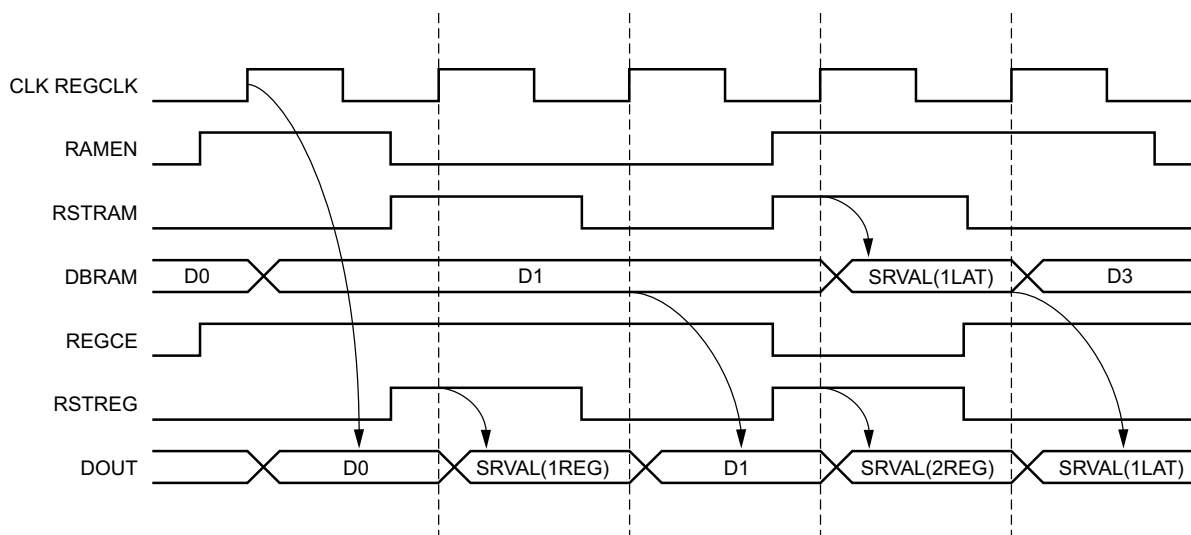 CLK REGCLK
RAMEN
RSTRAM
DBRAM D0 D1 SRVAL(1LAT) D3
REGCE
RSTREG
DOUT D0 SRVAL(1REG) D1 SRVAL(2REG) SRVAL(1LAT)